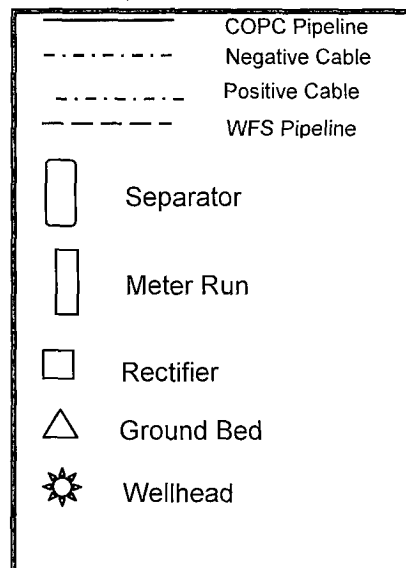 COPC Pipeline
Negative Cable
Positive Cable
WFS Pipeline
Separator
Meter Run
Rectifier
Ground Bed
Wellhead